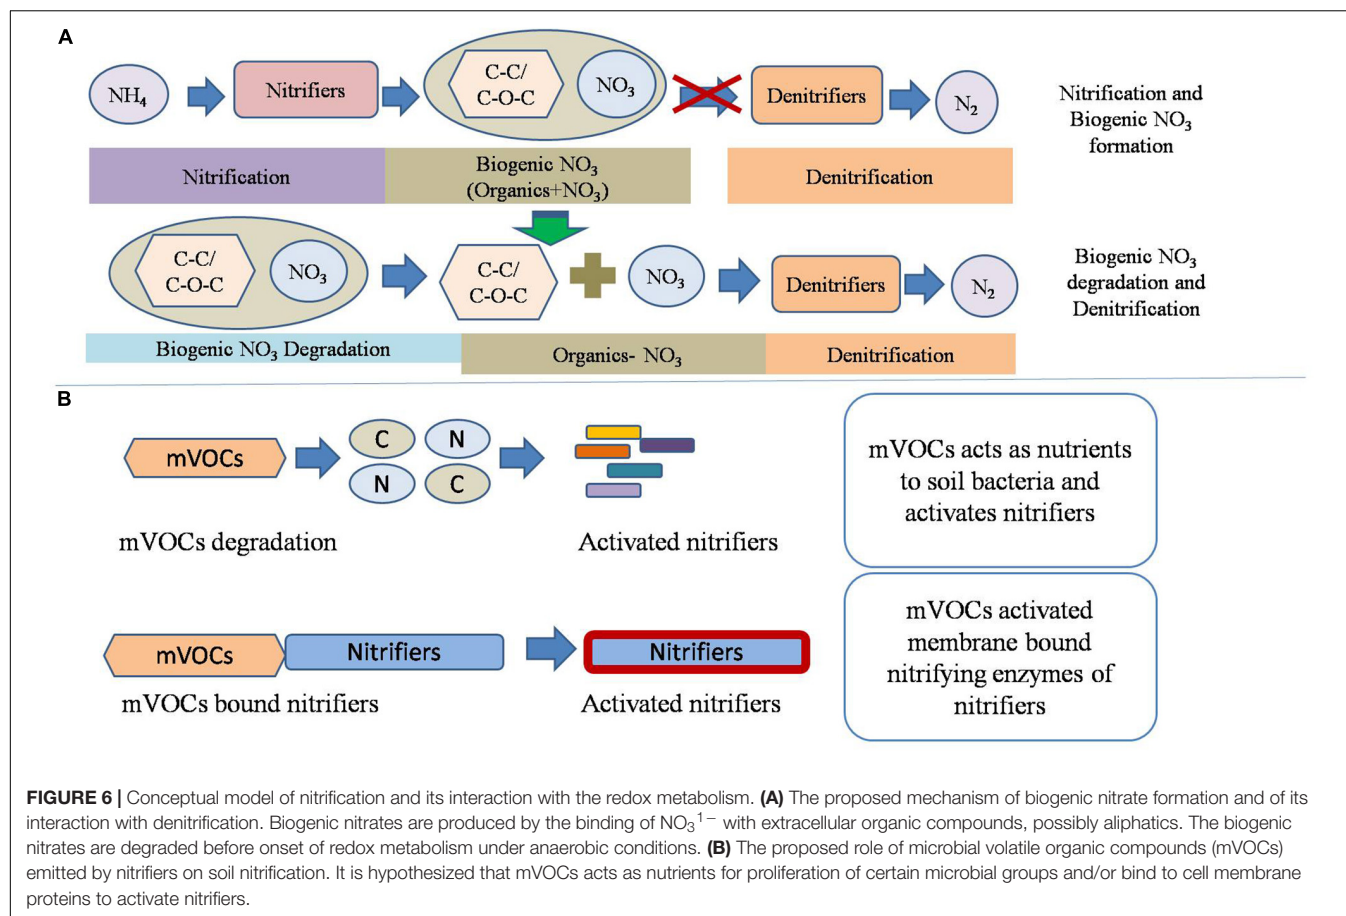 A
NH4
Nitrifiers
C-C/
C-O-C
NO3
Denitrifiers
N2
Nitrification and
Biogenic NO3
formation
Nitrification
Biogenic NO3
(Organics+NO3)
Denitrification
C-C/
C-O-C
NO3
C-C/
C-O-C
NO3
Denitrifiers
N2
Biogenic NO3
degradation and
Denitrification
Biogenic NO3 Degradation
Organics- NO3
Denitrification
B
mVOCs
C
N
N
C
mVOCs degradation
Activated nitrifiers
mVOCs acts as nutrients
to soil bacteria and
activates nitrifiers
mVOCs
Nitrifiers
Nitrifiers
mVOCs bound nitrifiers
Activated nitrifiers
mVOCs activated
membrane bound
nitrifying enzymes of
nitrifiers
FIGURE 6 | Conceptual model of nitrification and its interaction with the redox metabolism. (A) The proposed mechanism of biogenic nitrate formation and of its
interaction with denitrification. Biogenic nitrates are produced by the binding of NO3 1− with extracellular organic compounds, possibly aliphatics. The biogenic
nitrates are degraded before onset of redox metabolism under anaerobic conditions. (B) The proposed role of microbial volatile organic compounds (mVOCs)
emitted by nitrifiers on soil nitrification. It is hypothesized that mVOCs acts as nutrients for proliferation of certain microbial groups and/or bind to cell membrane
proteins to activate nitrifiers.